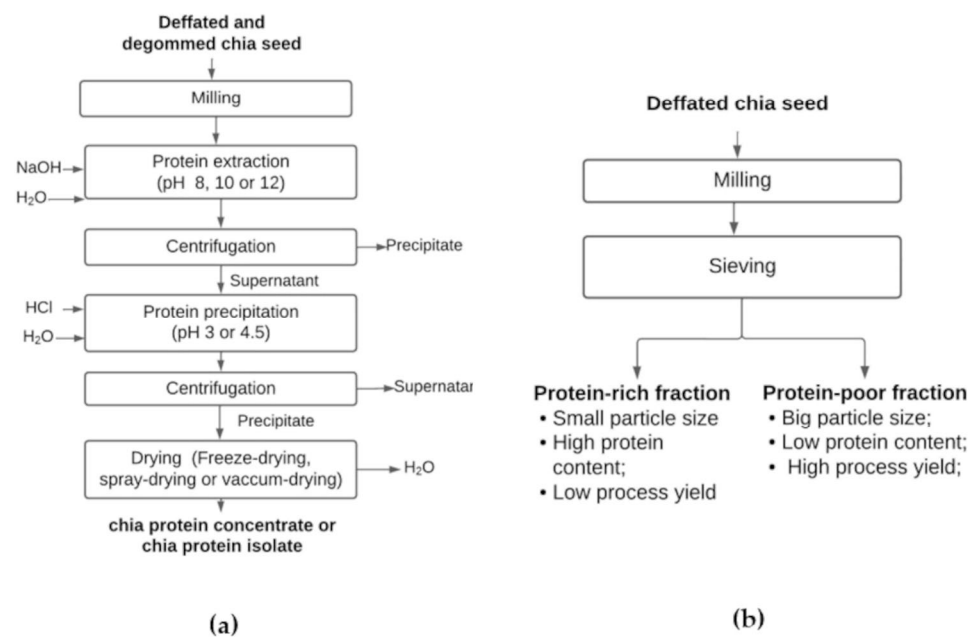 Deffated and
degommed chia seed
Milling
NaOH
H₂O
Protein extraction
(pH 8, 10 or 12)
Centrifugation
Precipitate
Supernatant
HCl
H₂O
Protein precipitation
(pH 3 or 4.5)
Centrifugation
Supernatar
Precipitate
Drying (Freeze-drying,
spray-drying or vaccum-drying)
H₂O
chia protein concentrate or
chia protein isolate
(a)
Deffated chia seed
Milling
Sieving
Protein-rich fraction
• Small particle size
• High protein
content;
• Low process yield
Protein-poor fraction
• Big particle size;
• Low protein content;
• High process yield;
(b)